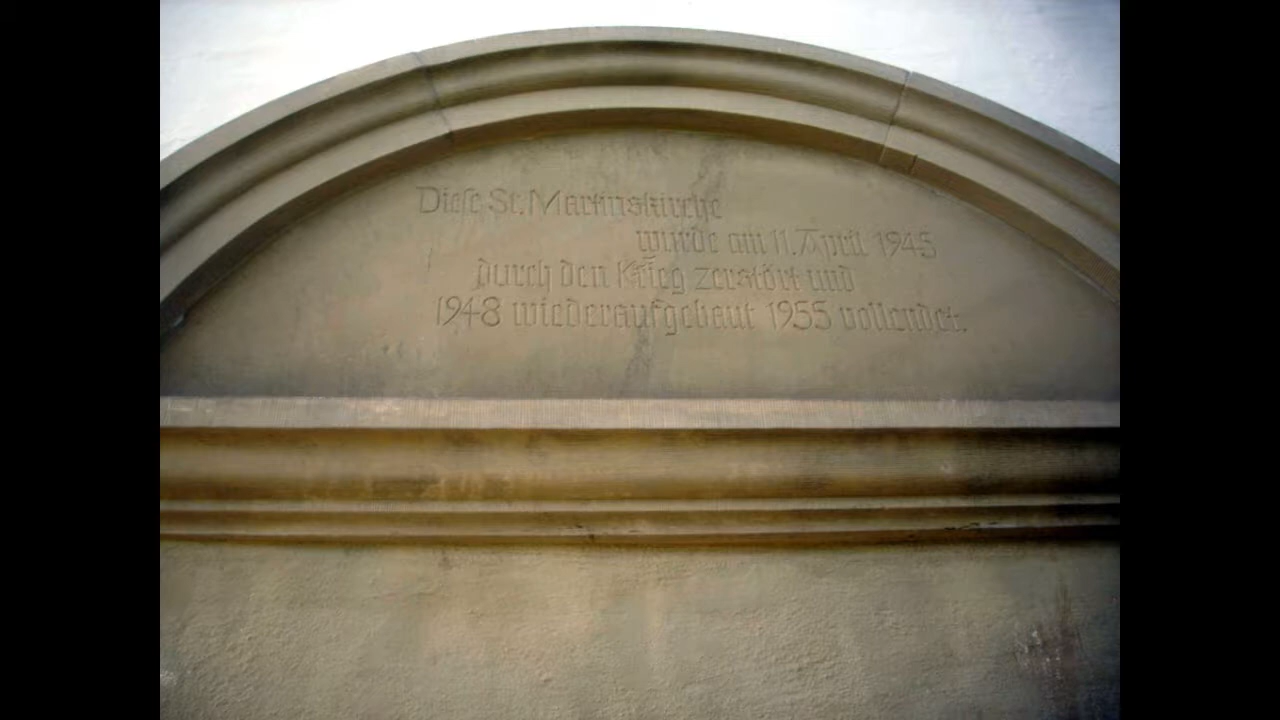 Diese St. Martinskirche
wurde am 11. April 1945
durch den Krieg zerstört und
1948 wiederaufgebaut 1955 vollendet.